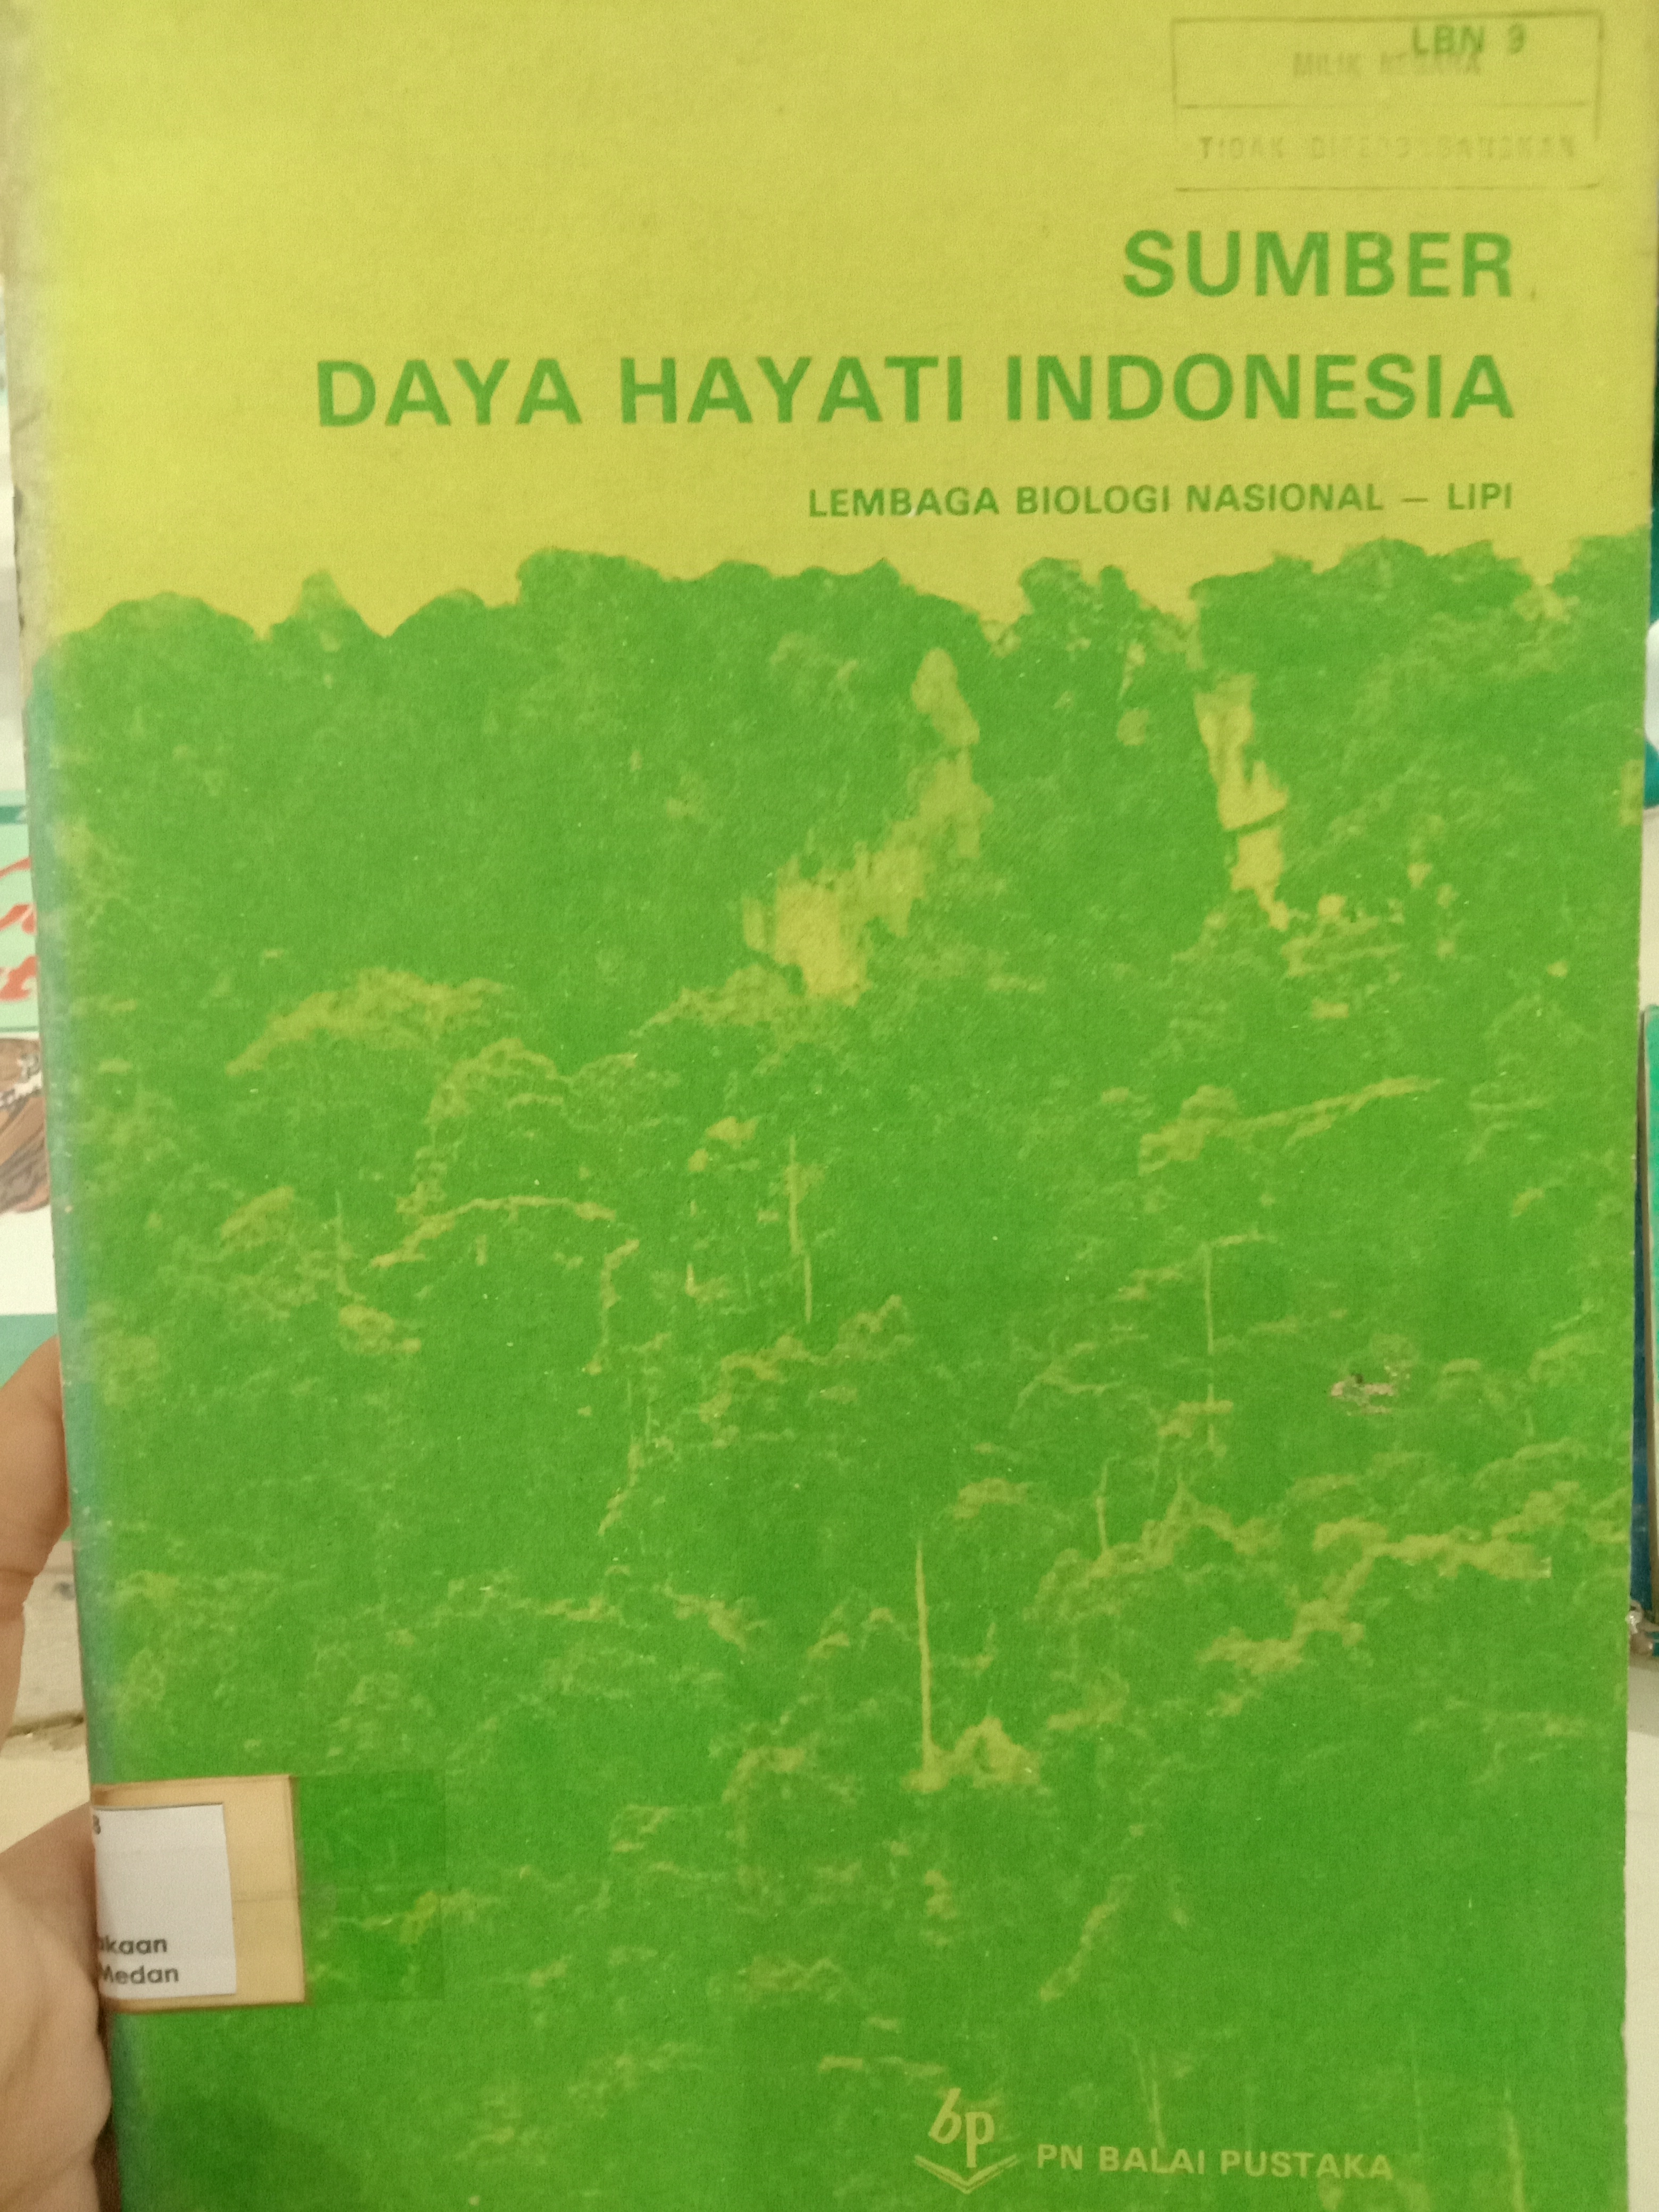 LBN 9
MILIK NEGARA
TIDAK DIPERDAGANGKAN
SUMBER
DAYA HAYATI INDONESIA
LEMBAGA BIOLOGI NASIONAL — LIPI
8
akaan
Medan
bp
PN BALAI PUSTAKA